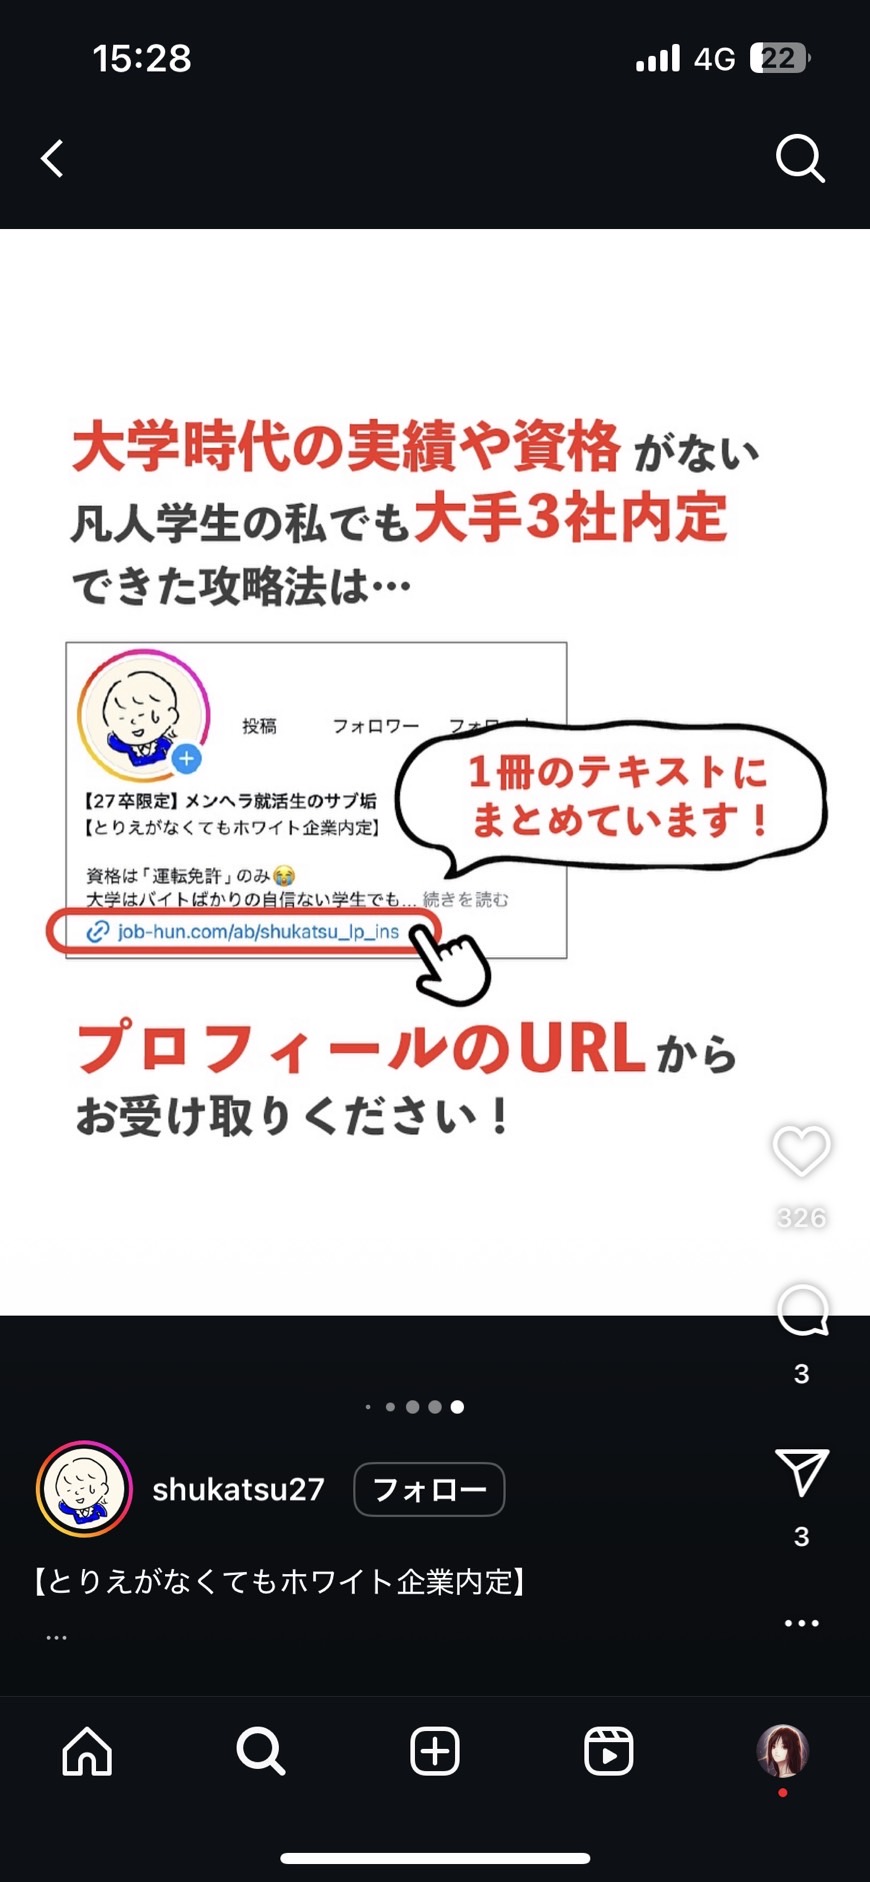 15:28
4G 22
大学時代の実績や資格がない
凡人学生の私でも大手3社内定
できた攻略法は…
投稿 フォロワー
1冊のテキストに
まとめています！
【27卒限定】メンヘラ就活生のサブ垢
【とりえがなくてもホワイト企業内定】
資格は「運転免許」のみ😭
大学はバイトばかりの自信ない学生でも... 続きを読む
job-hun.com/ab/shukatsu_lp_ins
プロフィールのURLから
お受け取りください！
326
3
shukatsu27 フォロー
3
【とりえがなくてもホワイト企業内定】
...